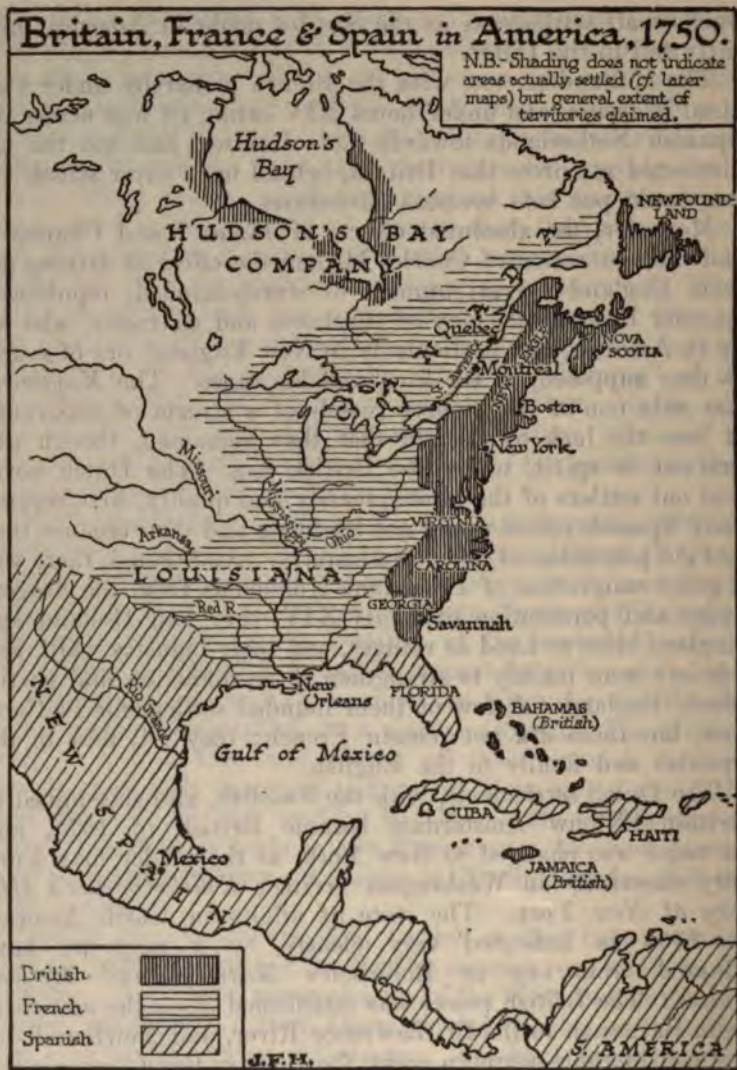 Britain, France & Spain in America, 1750.
N.B.-Shading does not indicate
areas actually settled (cf. later
maps) but general extent of
territories claimed.
Hudson's
Bay
NEWFOUND-
LAND
HUDSON'S BAY
COMPANY
Quebec
NOVA
SCOTIA
St Lawrence
Montreal
Boston
New York
Missouri
Mississippi
Ohio
Arkansas
VIRGINIA
CAROLINA
LOUISIANA
GEORGIA
Red R.
Savannah
NEW SPAIN
Rio Grande
New
Orleans
FLORIDA
BAHAMAS
(British)
Gulf of Mexico
CUBA
HAITI
JAMAICA
(British)
Mexico
British
French
Spanish
J.F.H.
S. AMERICA